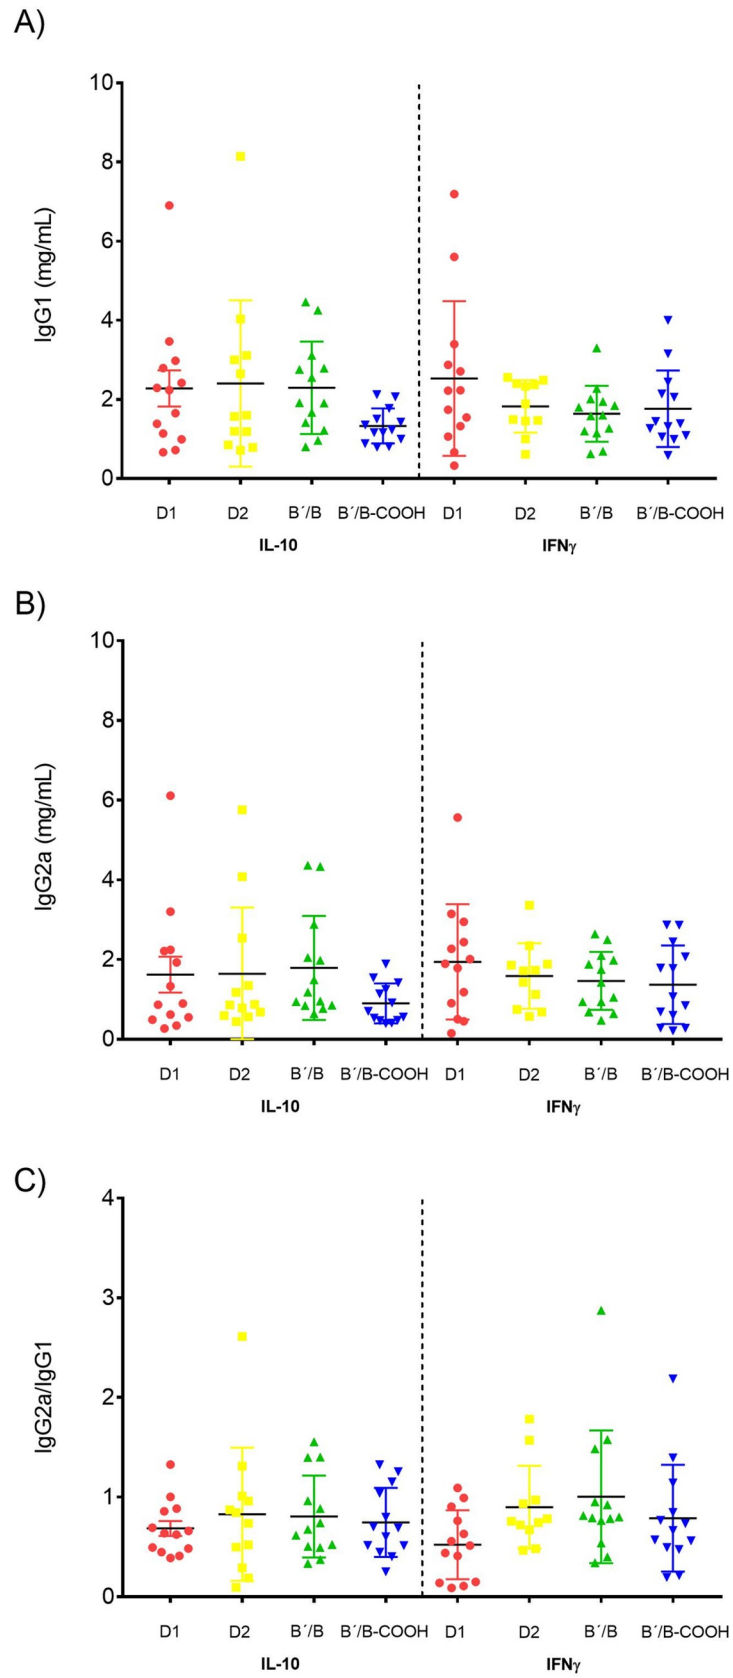 A)
IgG1 (mg/mL)
10
8
6
4
2
0
D1 D2 B´/B B´/B-COOH D1 D2 B´/B B´/B-COOH
IL-10 IFNγ
B)
IgG2a (mg/mL)
10
8
6
4
2
0
D1 D2 B´/B B´/B-COOH D1 D2 B´/B B´/B-COOH
IL-10 IFNγ
C)
IgG2a/IgG1
4
3
2
1
0
D1 D2 B´/B B´/B-COOH D1 D2 B´/B B´/B-COOH
IL-10 IFNγ